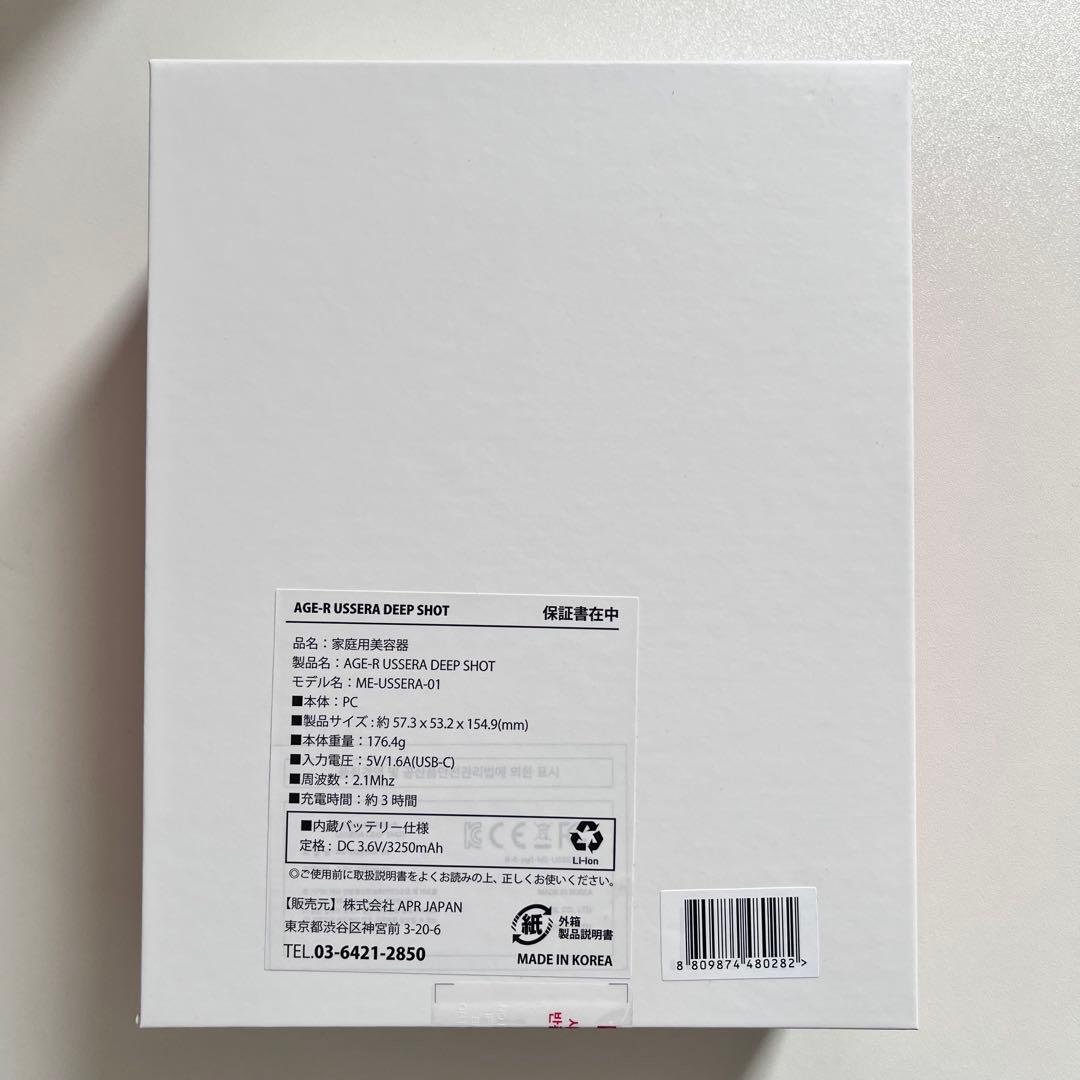 AGE-R USSERA DEEP SHOT 保証書在中
品名：家庭用美容器
製品名：AGE-R USSERA DEEP SHOT
モデル名：ME-USSERA-01
■本体：PC
■製品サイズ : 約 57.3 x 53.2 x 154.9(mm)
■本体重量：176.4g
■入力電圧：5V/1.6A(USB-C)
■周波数：2.1Mhz
■充電時間：約 3 時間
■内蔵バッテリー仕様
定格 : DC 3.6V/3250mAh
Li-ion
◎ご使用前に取扱説明書をよくお読みの上、正しくお使いください。
【販売元】株式会社 APR JAPAN
東京都渋谷区神宮前 3-20-6
TEL.03-6421-2850
紙 外箱
製品説明書
MADE IN KOREA
8 809874 480282 >